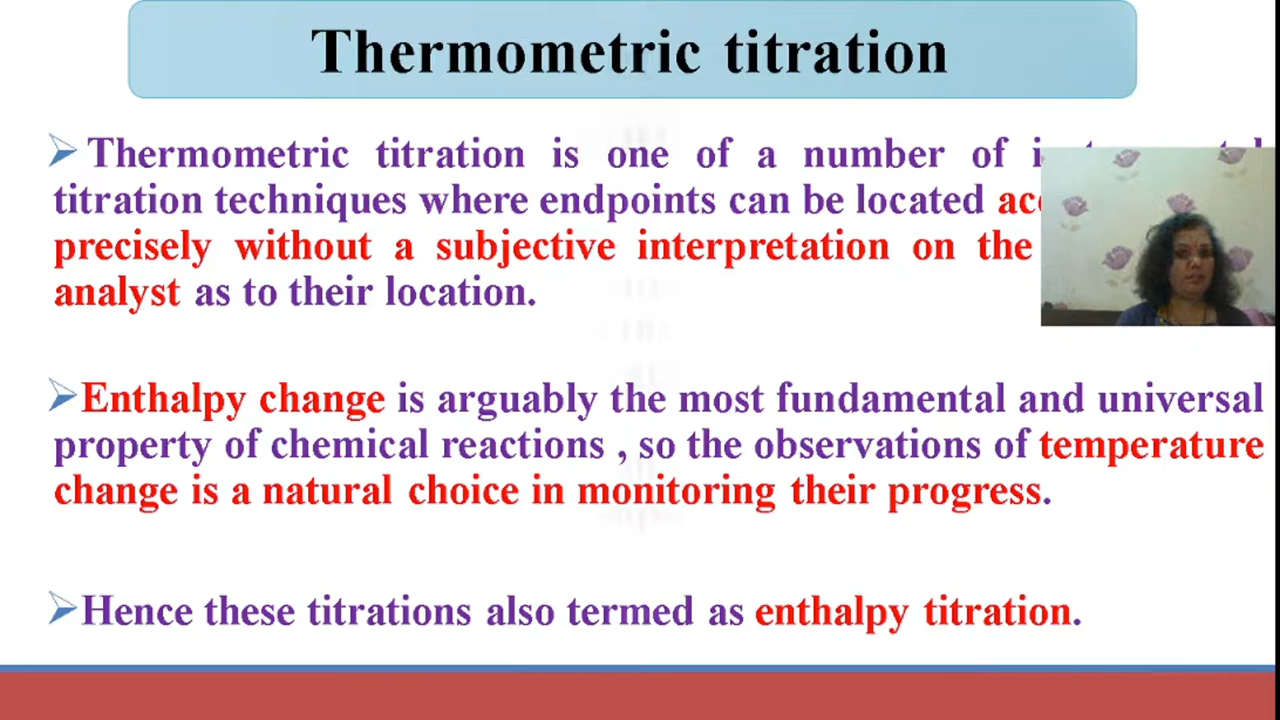 Thermometric titration
Thermometric titration is one of a number of
titration techniques where endpoints can be located
precisely without a subjective interpretation on the
analyst as to their location.
Enthalpy change is arguably the most fundamental and universal
property of chemical reactions , so the observations of temperature
change is a natural choice in monitoring their progress.
Hence these titrations also termed as enthalpy titration.